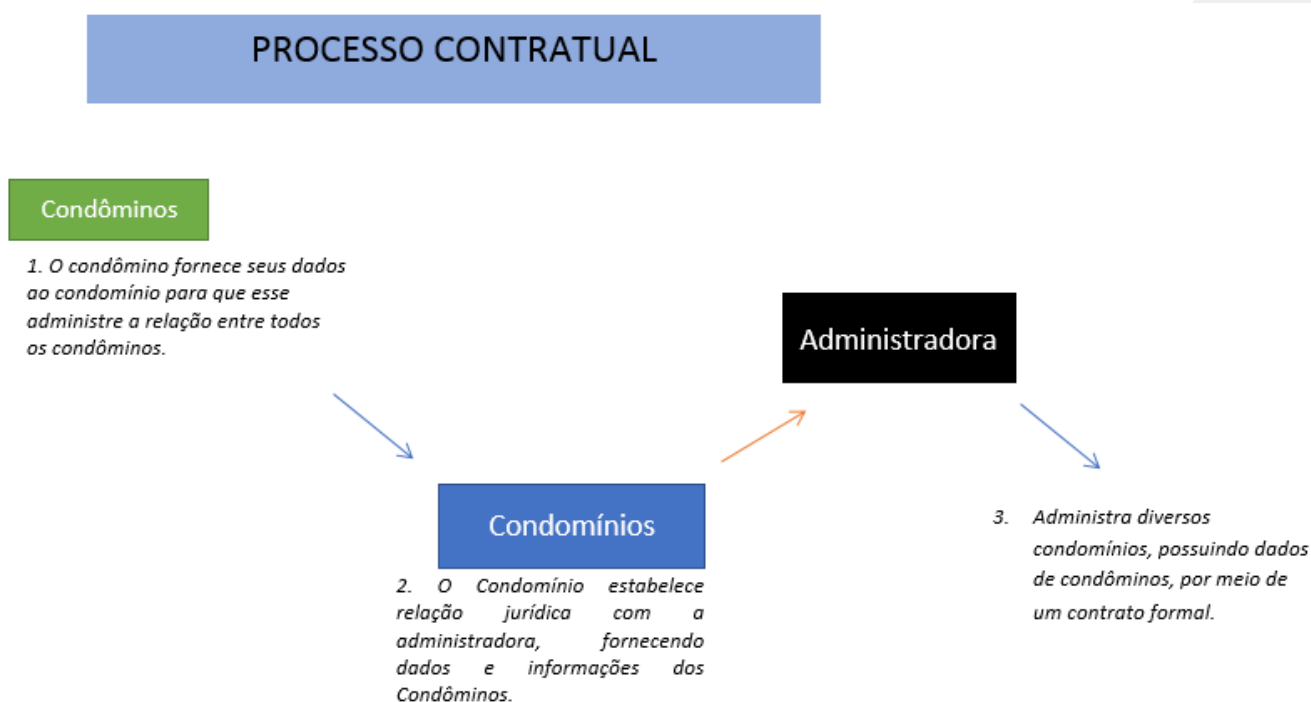 PROCESSO CONTRATUAL
Condôminos
1. O condômino fornece seus dados
ao condomínio para que esse
administre a relação entre todos
os condôminos.
Administradora
Condomínios
2. O Condomínio estabelece
relação jurídica com a
administradora, fornecendo
dados e informações dos
Condôminos.
3. Administra diversos
condomínios, possuindo dados
de condôminos, por meio de
um contrato formal.